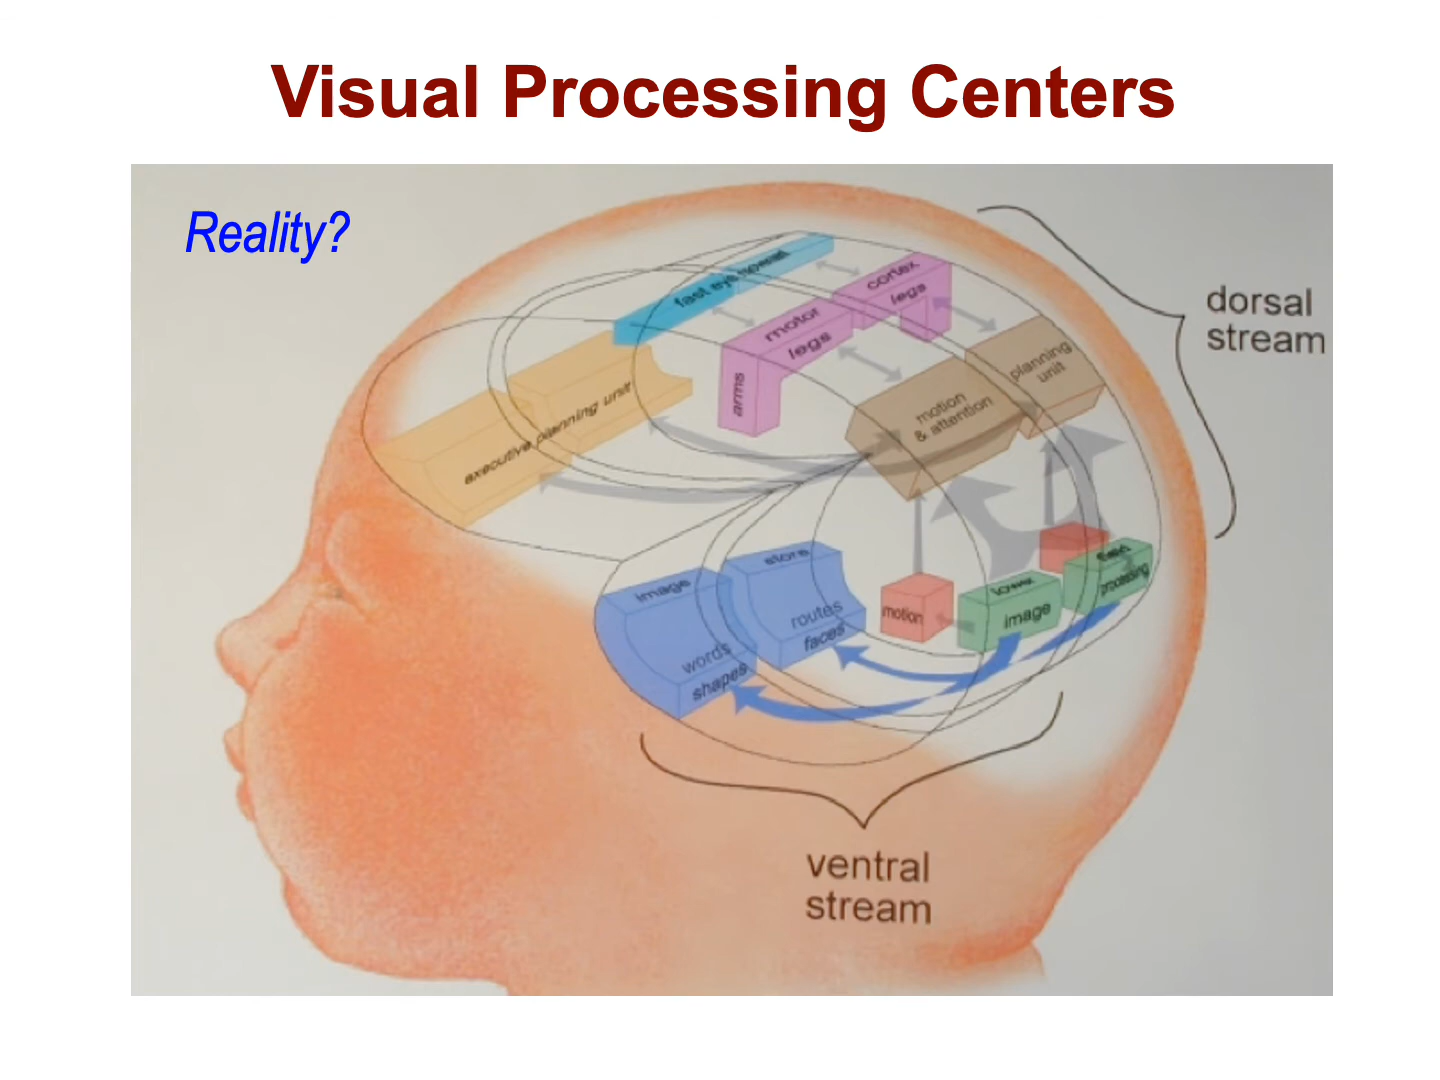 Visual Processing Centers
Reality?
dorsal
stream
fast eye
cortex
legs
motor
legs
arms
planning
unit
motion
& attention
executive planning unit
image
store
words
shapes
routes
faces
motion
image
processing
ventral
stream